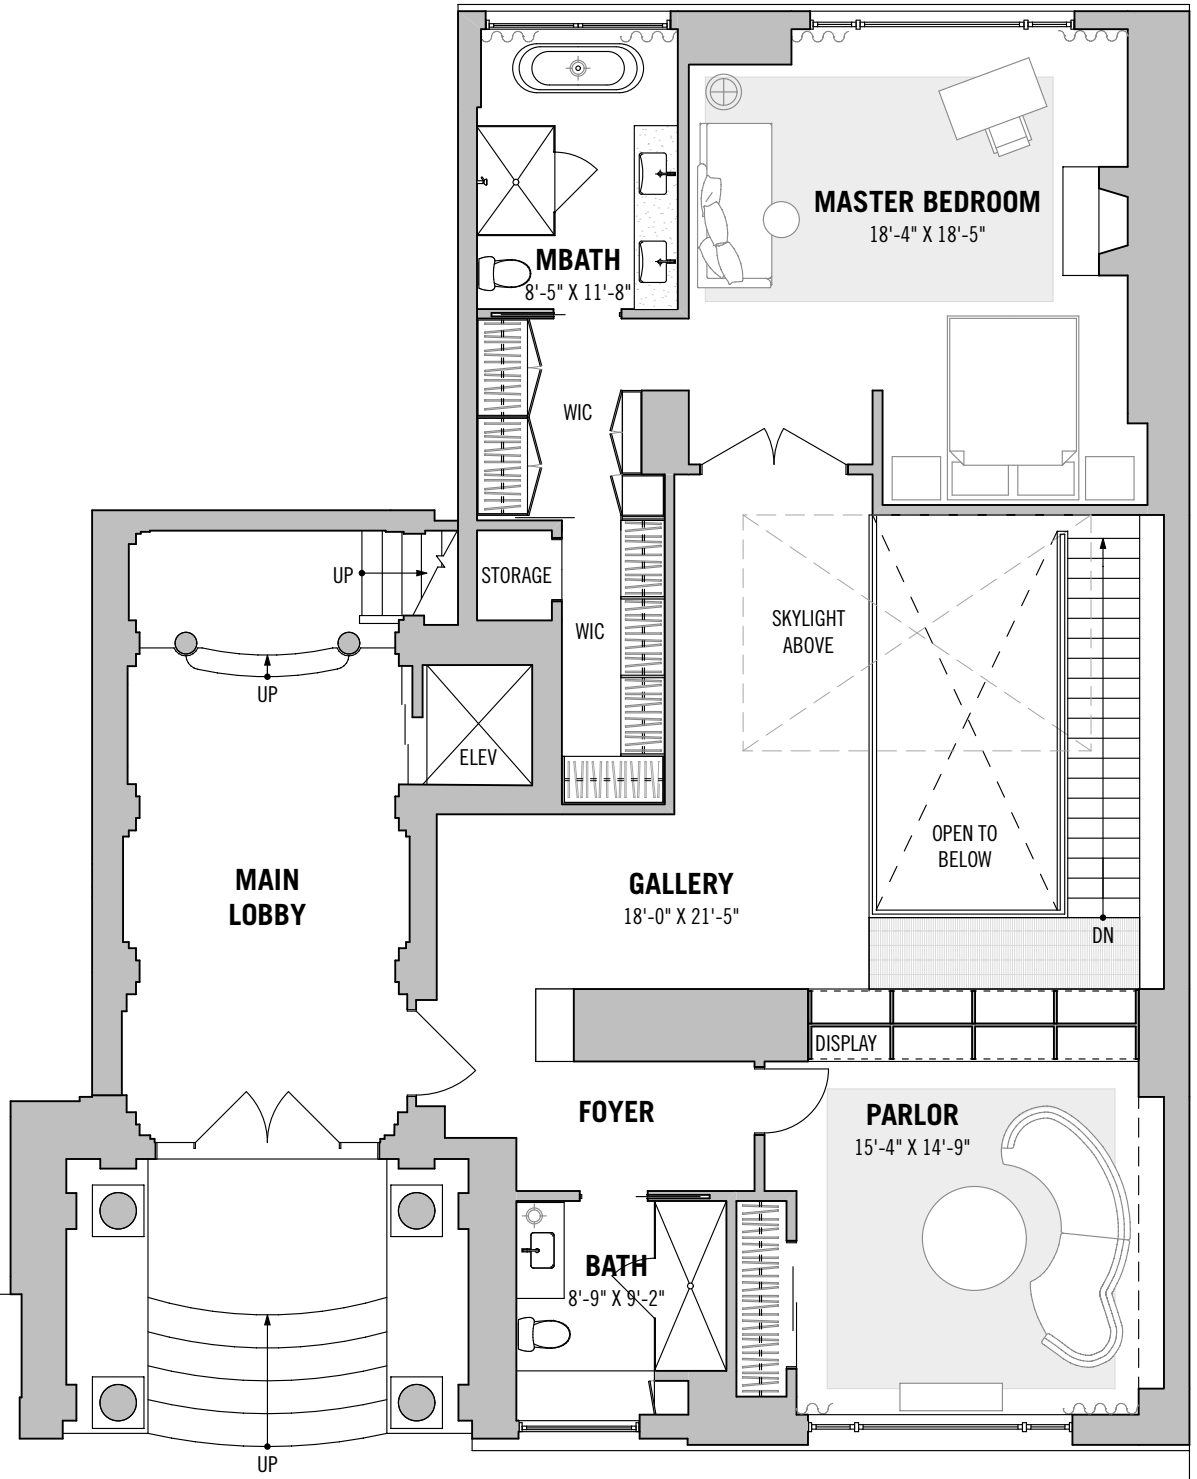 MASTER BEDROOM
18'-4" X 18'-5"
MBATH
8'-5" X 11'-8"
WIC
UP
STORAGE
WIC
SKYLIGHT
ABOVE
UP
ELEV
OPEN TO
BELOW
MAIN
LOBBY
GALLERY
18'-0" X 21'-5"
DN
DISPLAY
FOYER
PARLOR
15'-4" X 14'-9"
BATH
8'-9" X 9'-2"
UP